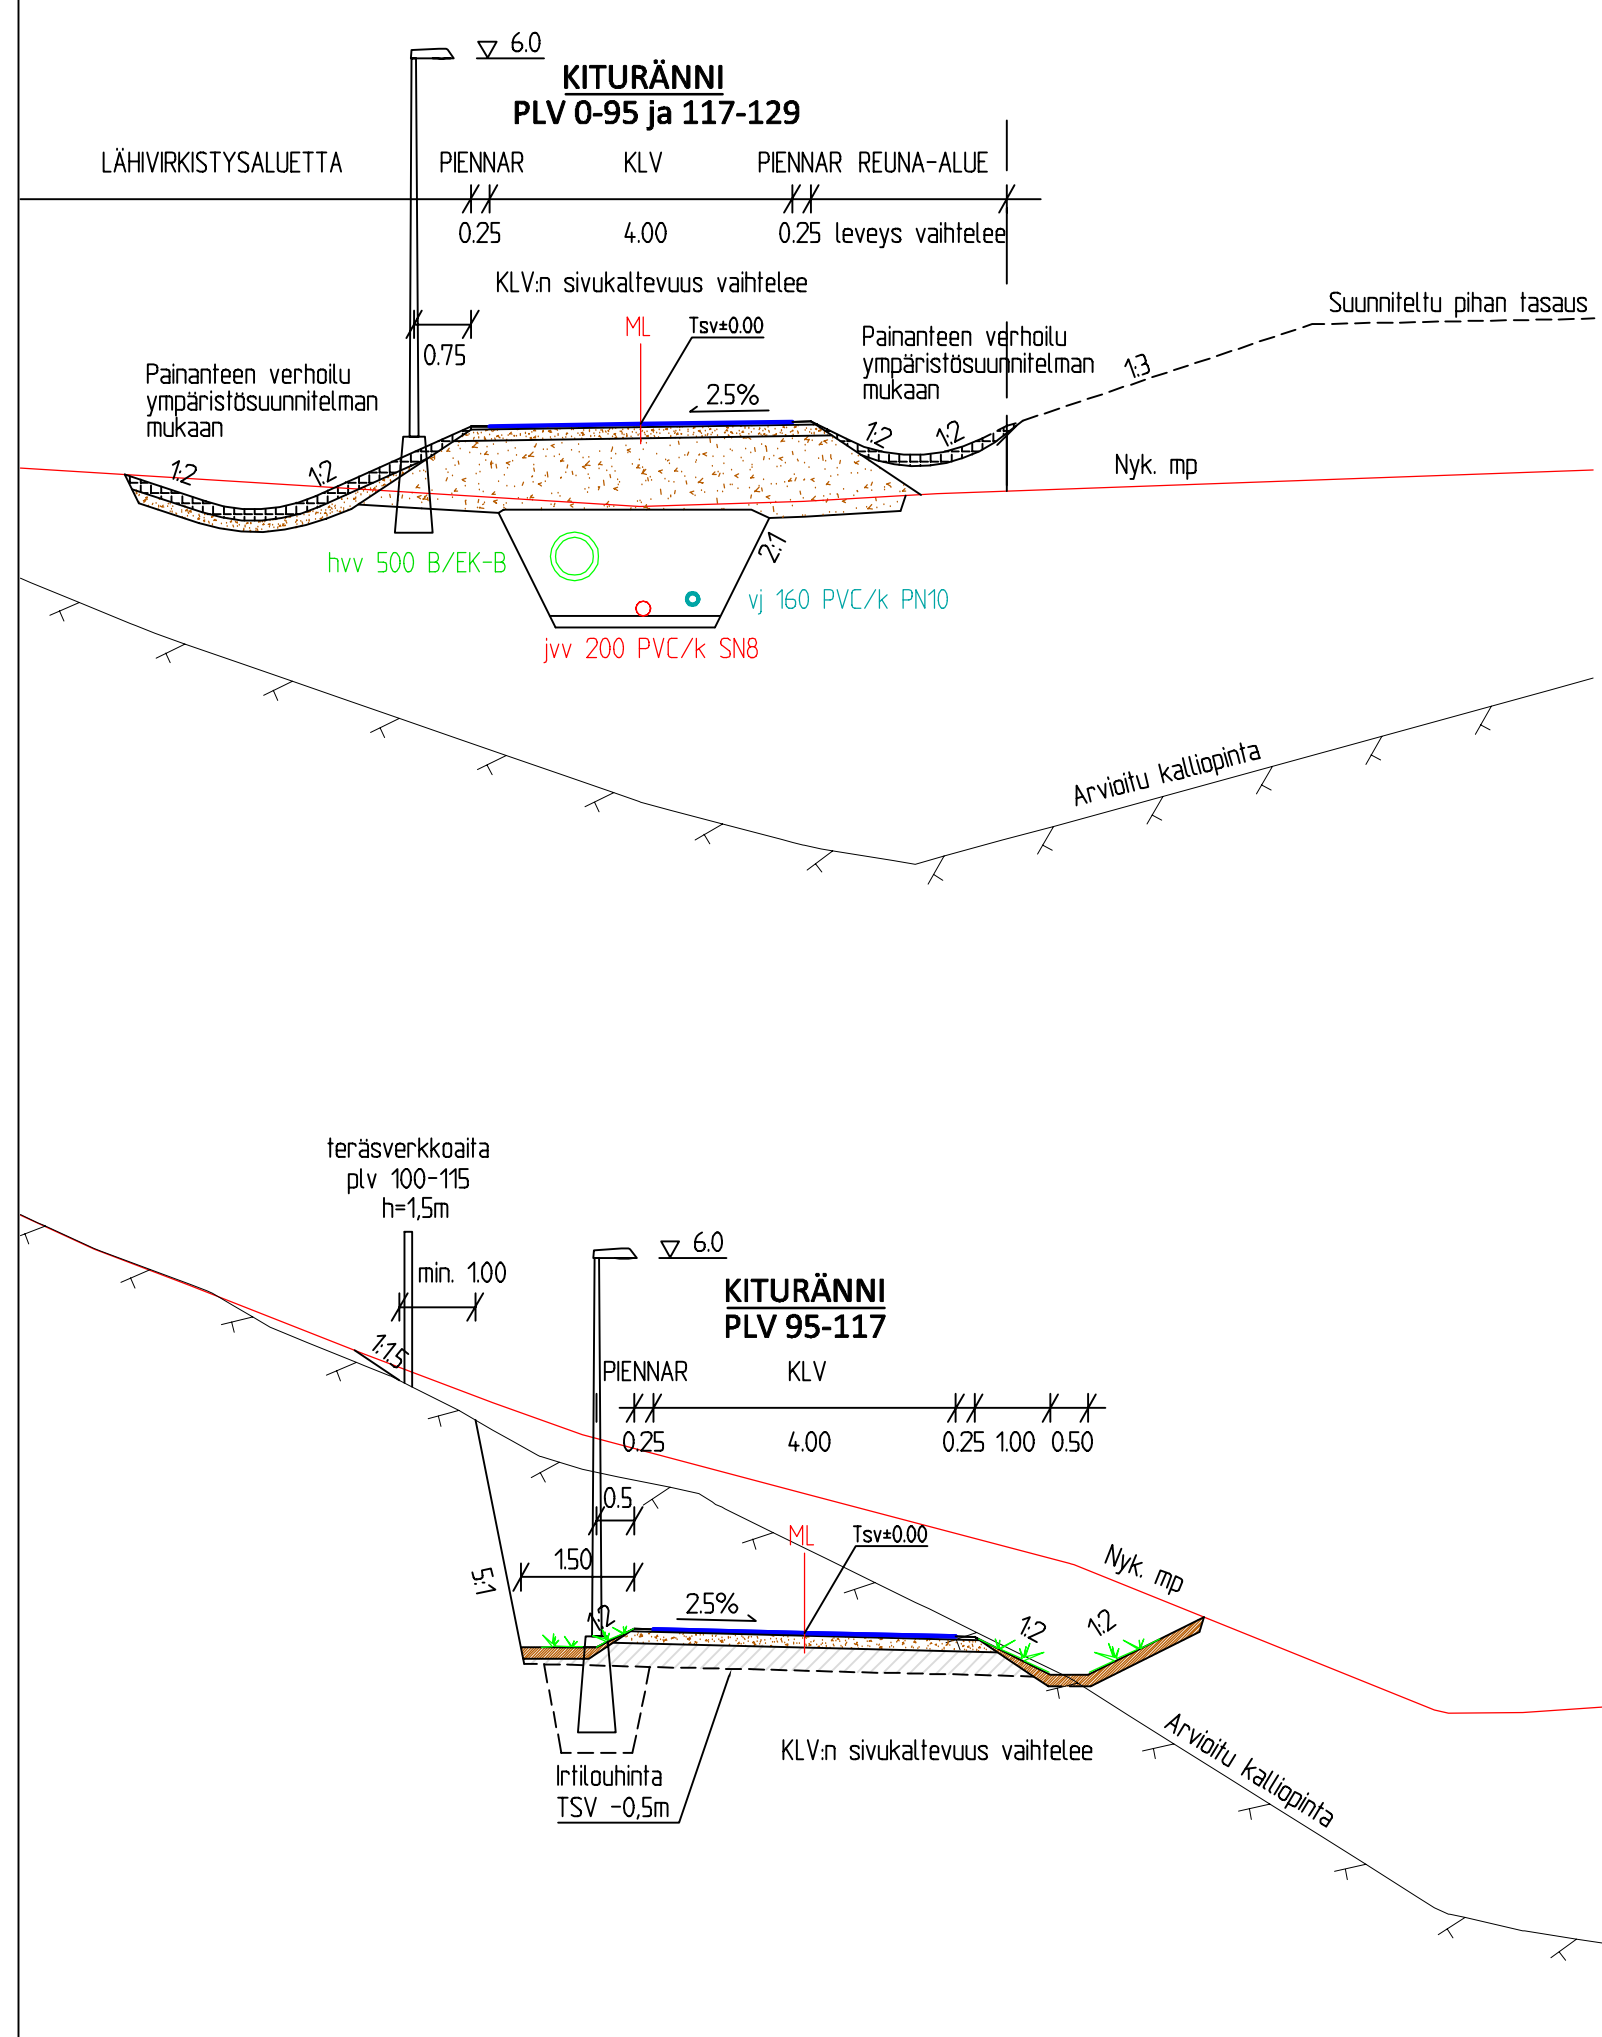 6.0
KITURÄNNI
PLV 0-95 ja 117-129
LÄHIVIRKISTYSALUETTA PIENNAR KLV PIENNAR REUNA-ALUE
0.25 4.00 0.25 leveys vaihtelee
KLV:n sivukaltevuus vaihtelee
Suunniteltu pihan tasaus
ML Tsv±0.00
0.75
Painanteen verhoilu
ympäristösuunnitelman
mukaan
1:3
Painanteen verhoilu
ympäristösuunnitelman
mukaan
2.5%
1:2 1:2
1:2 1:2
Nyk. mp
2:1
hvv 500 B/EK-B
vj 160 PVC/k PN10
jvv 200 PVC/k SN8
Arvioitu kalliopinta
teräsverkkoaita
plv 100-115
h=1,5m
min. 1.00
6.0
KITURÄNNI
PLV 95-117
1:1.5
PIENNAR KLV
0.25 4.00 0.25 1.00 0.50
0.5
ML Tsv±0.00
1.50
5:1
Nyk. mp
2.5%
1:2
1:2 1:2
KLV:n sivukaltevuus vaihtelee
Arvioitu kalliopinta
Irtilouhinta
TSV -0,5m